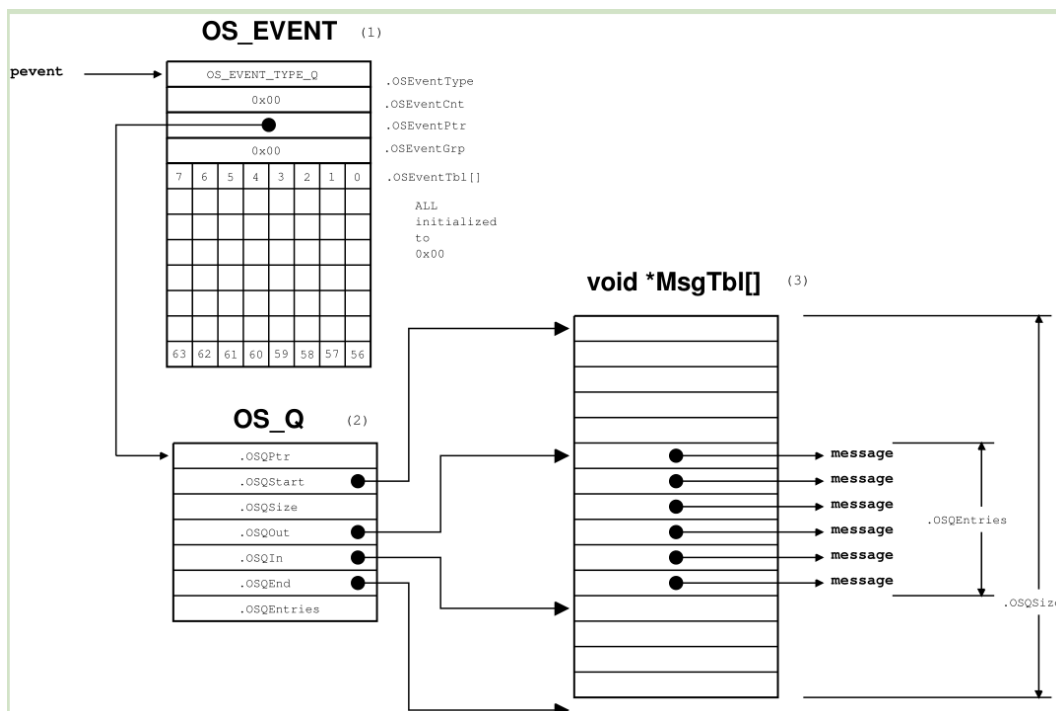 OS_EVENT (1)
pevent
OS_EVENT_TYPE_Q .OSEventType
0x00 .OSEventCnt
.OSEventPtr
0x00 .OSEventGrp
7 6 5 4 3 2 1 0 .OSEventTbl[]
ALL
initialized
to
0x00
63 62 61 60 59 58 57 56
void *MsgTbl[] (3)
OS_Q (2)
.OSQPtr
.OSQStart
.OSQSize
.OSQOut
.OSQIn
.OSQEnd
.OSQEntries
message
message
message
message
message
message
.OSQEntries
.OSQSize